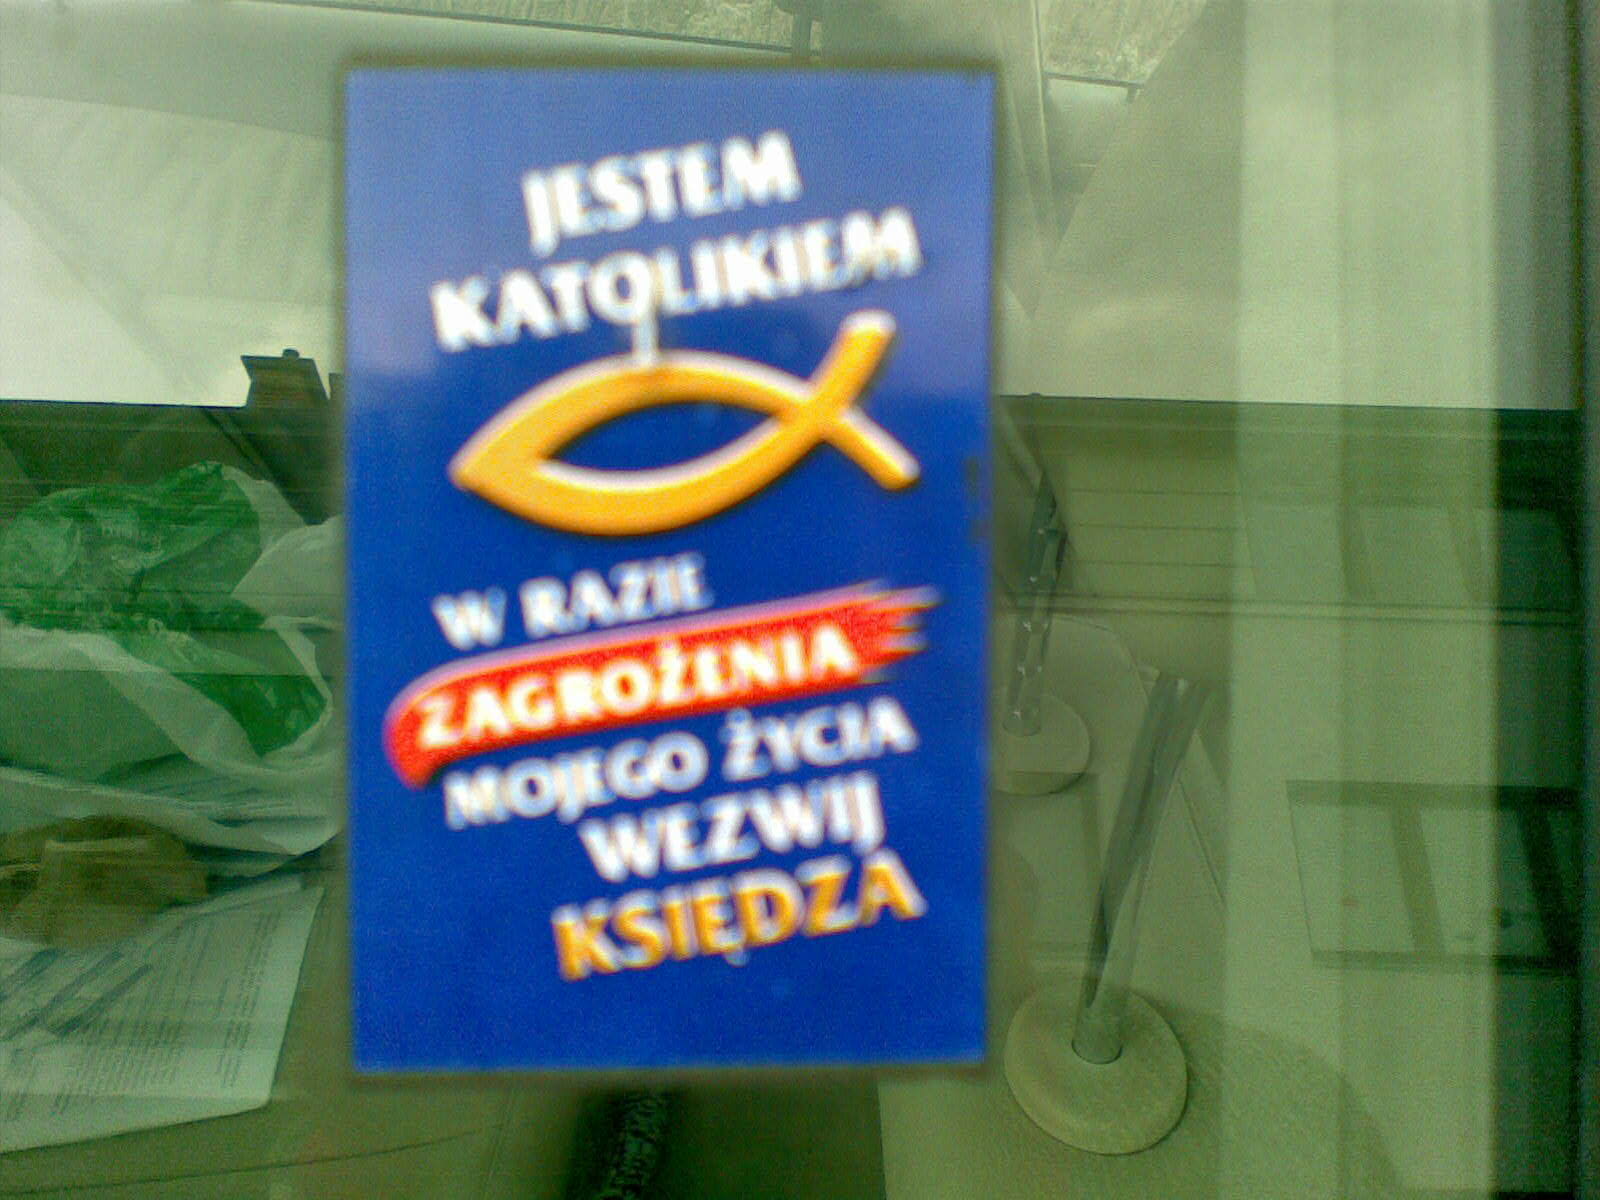 JESTEM
KATOLIKIEM
W RAZIE
ZAGROŻENIA
MOJEGO ŻYCIA
WEZWIJ
KSIĘDZA